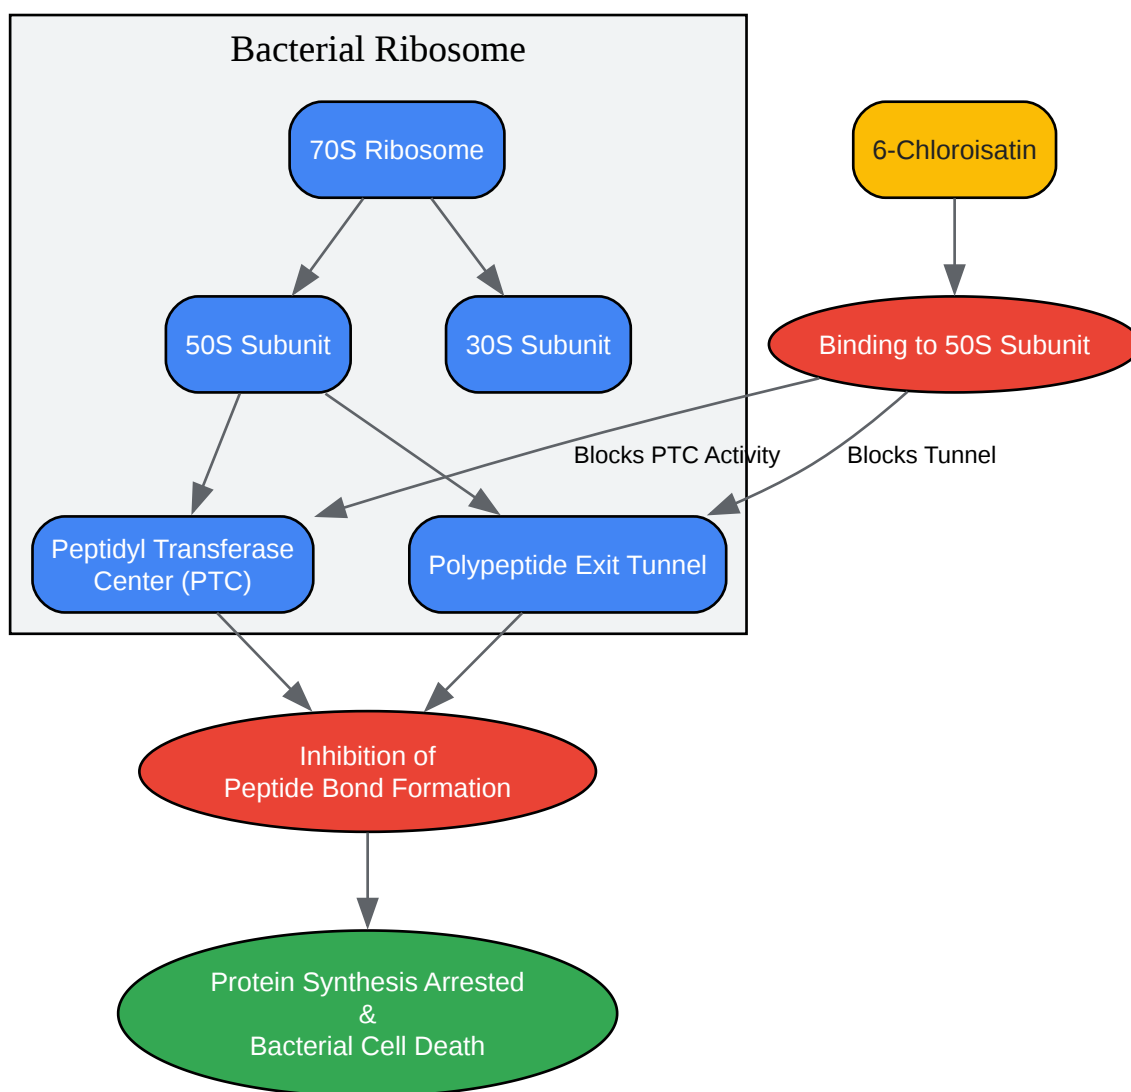 Bacterial Ribosome
70S Ribosome
6-Chloroisatin
50S Subunit
30S Subunit
Binding to 50S Subunit
Blocks PTC Activity
Blocks Tunnel
Peptidyl Transferase
Center (PTC)
Polypeptide Exit Tunnel
Inhibition of
Peptide Bond Formation
Protein Synthesis Arrested
&
Bacterial Cell Death